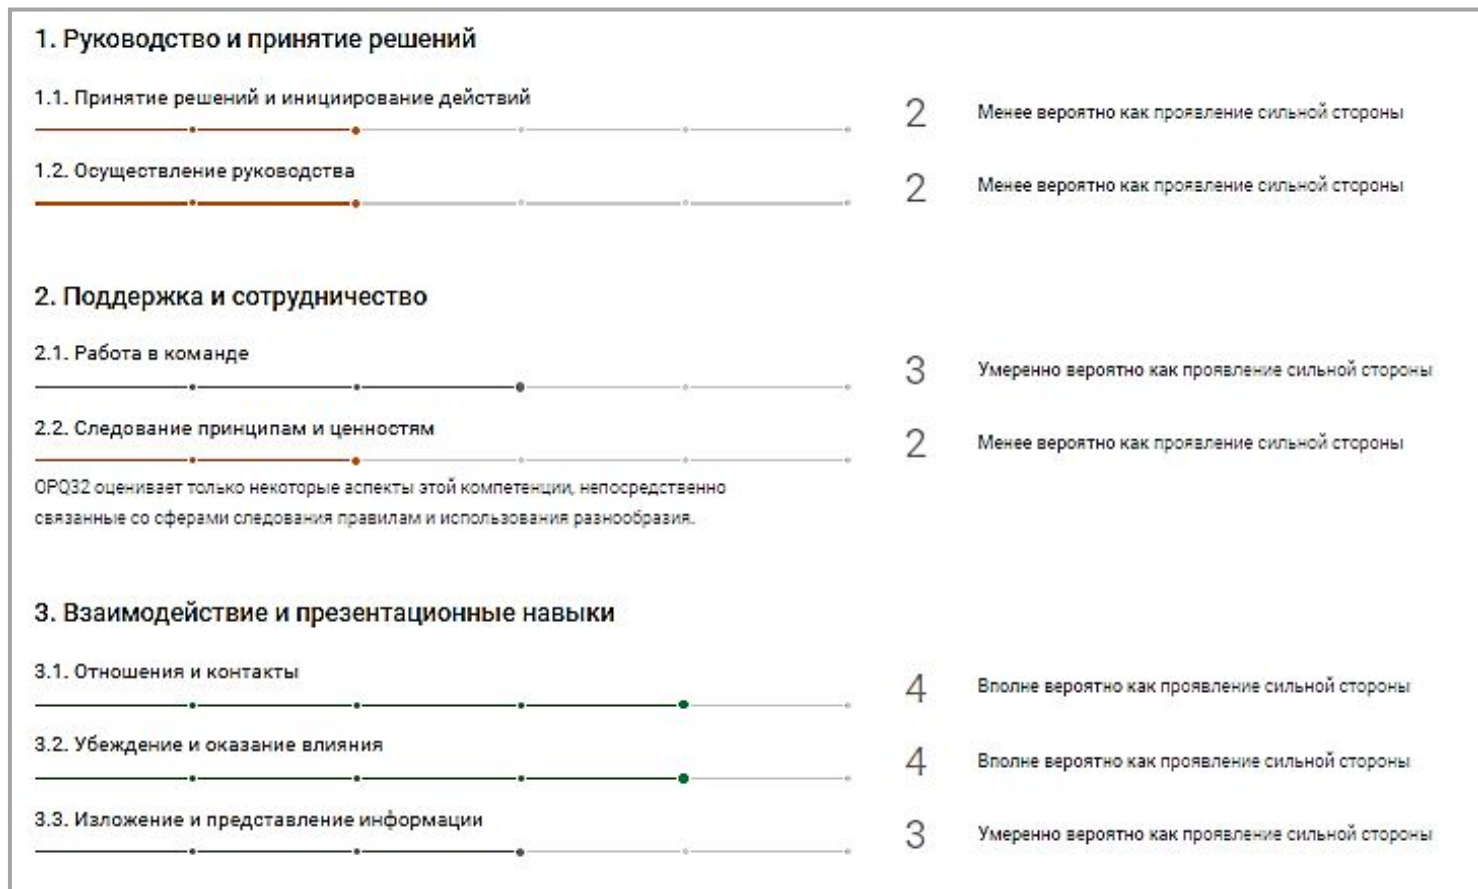 1. Руководство и принятие решений
1.1. Принятие решений и инициирование действий
2 Менее вероятно как проявление сильной стороны
1.2. Осуществление руководства
2 Менее вероятно как проявление сильной стороны
2. Поддержка и сотрудничество
2.1. Работа в команде
3 Умеренно вероятно как проявление сильной стороны
2.2. Следование принципам и ценностям
2 Менее вероятно как проявление сильной стороны
OPQ32 оценивает только некоторые аспекты этой компетенции, непосредственно
связанные со сферами следования правилам и использования разнообразия.
3. Взаимодействие и презентационные навыки
3.1. Отношения и контакты
4 Вполне вероятно как проявление сильной стороны
3.2. Убеждение и оказание влияния
4 Вполне вероятно как проявление сильной стороны
3.3. Изложение и представление информации
3 Умеренно вероятно как проявление сильной стороны